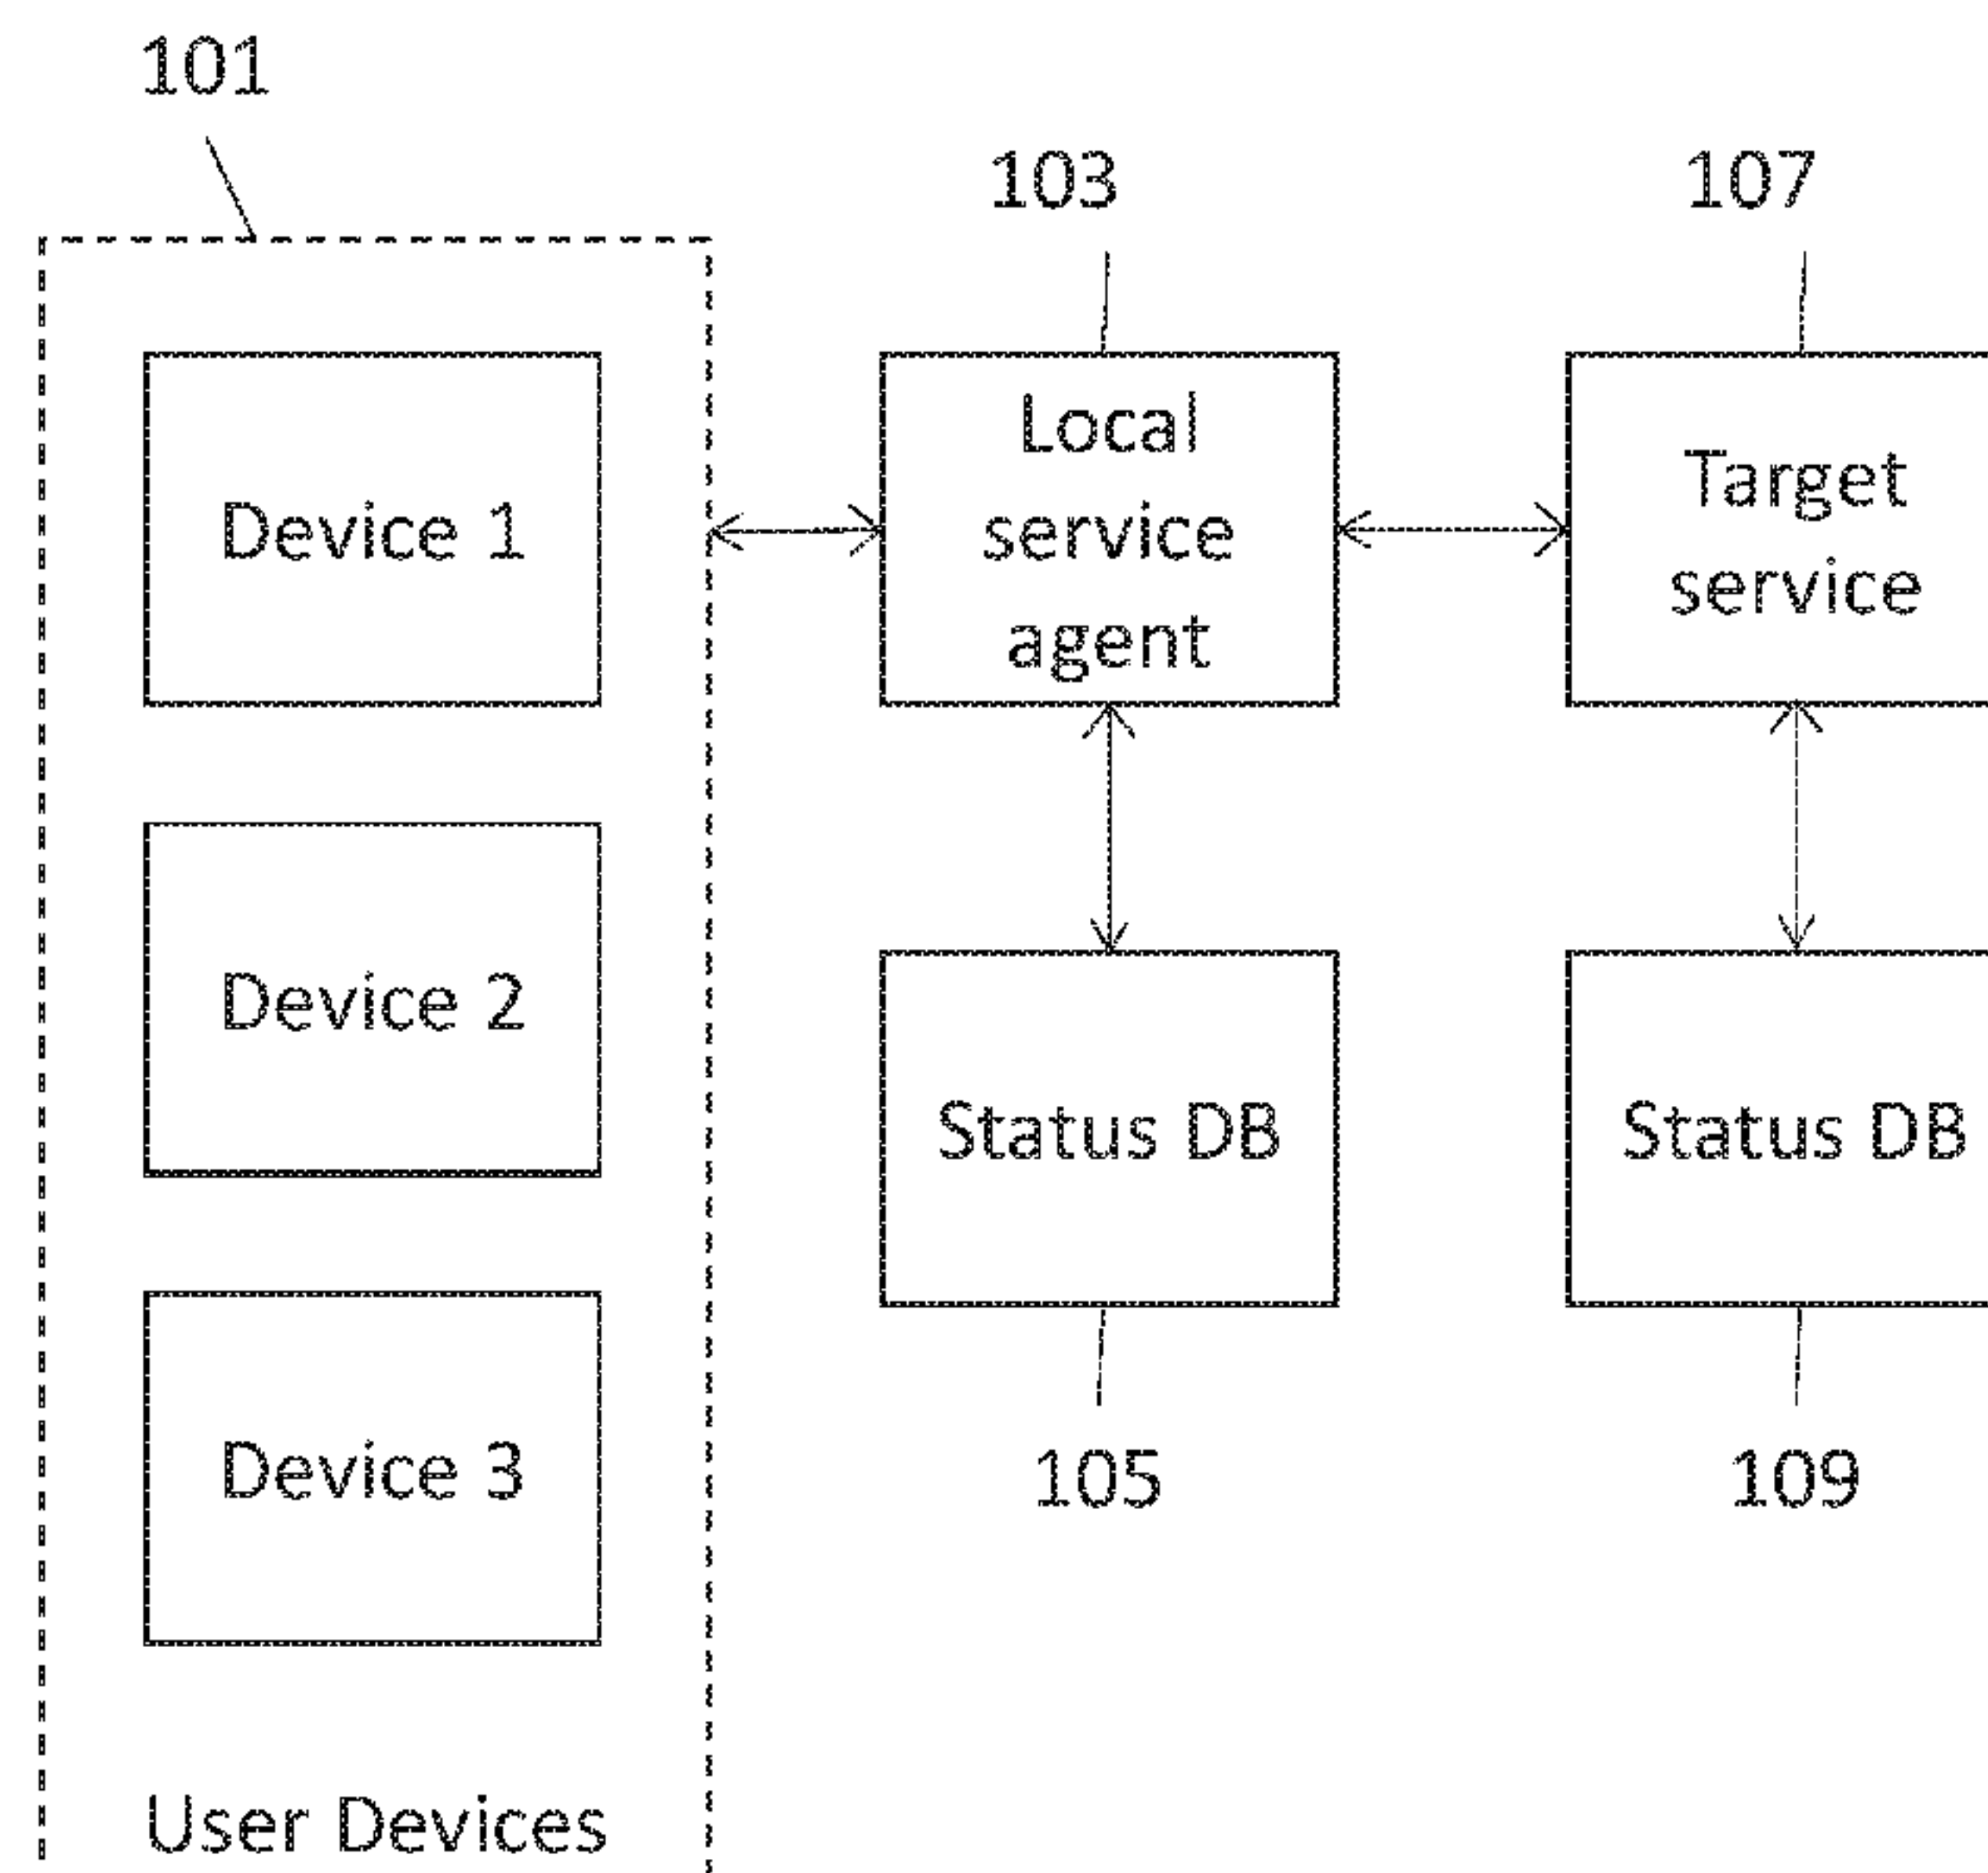 101
103
107
Device 1
Local
service
agent
Target
service
Device 2
Status DB
Status DB
Device 3
105
109
User Devices